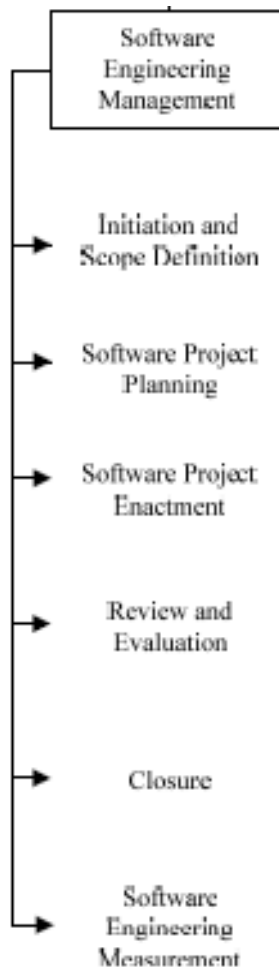 Software
Engineering
Management
Initiation and
Scope Definition
Software Project
Planning
Software Project
Enactment
Review and
Evaluation
Closure
Software
Engineering
Measurement